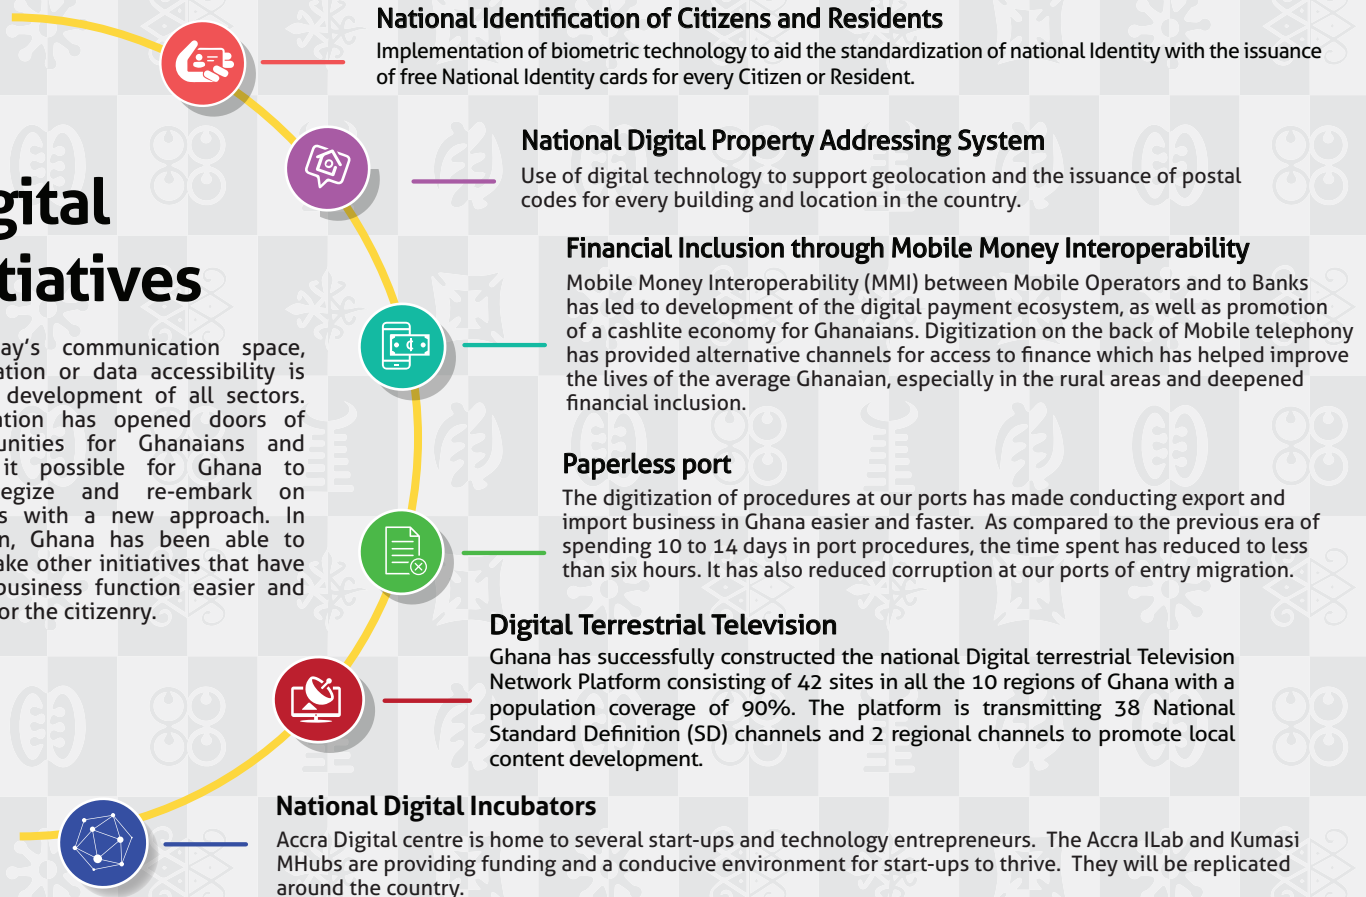 National Identification of Citizens and Residents
Implementation of biometric technology to aid the standardization of national Identity with the issuance
of free National Identity cards for every Citizen or Resident.
National Digital Property Addressing System
Use of digital technology to support geolocation and the issuance of postal
codes for every building and location in the country.
Financial Inclusion through Mobile Money Interoperability
Mobile Money Interoperability (MMI) between Mobile Operators and to Banks
has led to development of the digital payment ecosystem, as well as promotion
of a cashlite economy for Ghanaians. Digitization on the back of Mobile telephony
has provided alternative channels for access to finance which has helped improve
the lives of the average Ghanaian, especially in the rural areas and deepened
financial inclusion.
Paperless port
The digitization of procedures at our ports has made conducting export and
import business in Ghana easier and faster. As compared to the previous era of
spending 10 to 14 days in port procedures, the time spent has reduced to less
than six hours. It has also reduced corruption at our ports of entry migration.
Digital Terrestrial Television
Ghana has successfully constructed the national Digital terrestrial Television
Network Platform consisting of 42 sites in all the 10 regions of Ghana with a
population coverage of 90%. The platform is transmitting 38 National
Standard Definition (SD) channels and 2 regional channels to promote local
content development.
National Digital Incubators
Accra Digital centre is home to several start-ups and technology entrepreneurs. The Accra ILab and Kumasi
MHubs are providing funding and a conducive environment for start-ups to thrive. They will be replicated
around the country.
gital
tiatives
ay's communication space,
ation or data accessibility is
development of all sectors.
ation has opened doors of
unities for Ghanaians and
it possible for Ghana to
egize and re-embark on
s with a new approach. In
n, Ghana has been able to
ake other initiatives that have
business function easier and
or the citizenry.